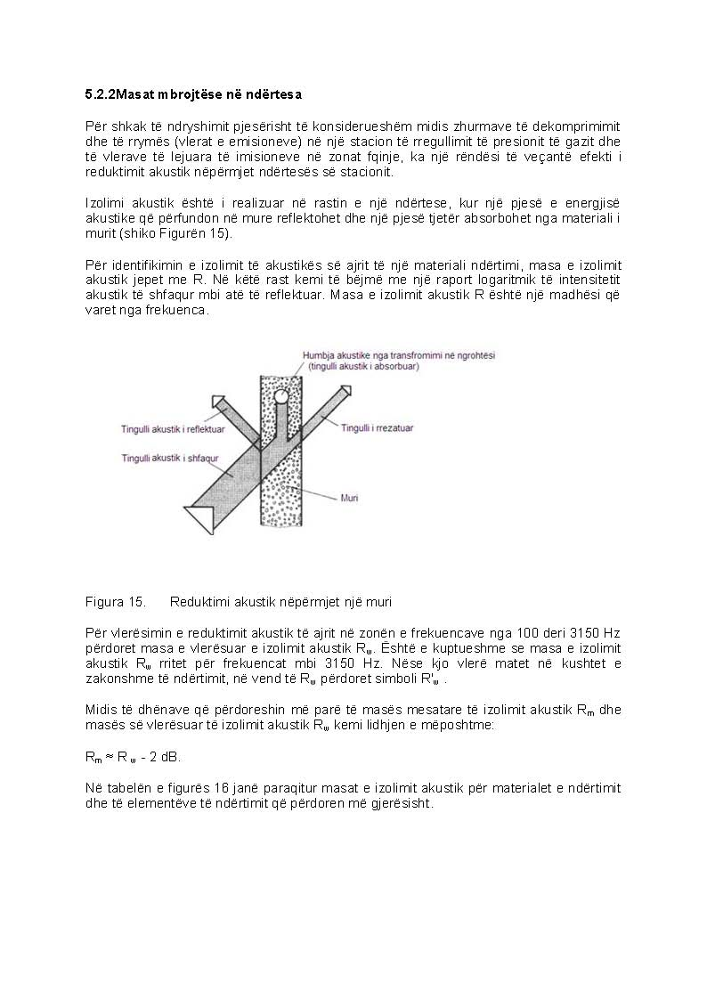 5.2.2Masat mbrojtëse në ndërtesa
Për shkak të ndryshimit pjesërisht të konsiderueshëm midis zhurmave të dekomprimimit
dhe të rrymës (vlerat e emisioneve) në një stacion të rregullimit të presionit të gazit dhe
të vlerave të lejuara të imisioneve në zonat fqinje, ka një rëndësi të veçantë efekti i
reduktimit akustik nëpërmjet ndërtesës së stacionit.
Izolimi akustik është i realizuar në rastin e një ndërtese, kur një pjesë e energjisë
akustike që përfundon në mure reflektohet dhe një pjesë tjetër absorbohet nga materiali i
murit (shiko Figurën 15).
Për identifikimin e izolimit të akustikës së ajrit të një materiali ndërtimi, masa e izolimit
akustik jepet me R. Në këtë rast kemi të bëjmë me një raport logaritmik të intensitetit
akustik të shfaqur mbi atë të reflektuar. Masa e izolimit akustik R është një madhësi që
varet nga frekuenca.
Humbja akustike nga transfromimi në ngrohtësi
(tingulli akustik i absorbuar)
Tingulli akustik i reflektuar
Tingulli i rrezatuar
Tingulli akustik i shfaqur
Muri
Figura 15. Reduktimi akustik nëpërmjet një muri
Për vlerësimin e reduktimit akustik të ajrit në zonën e frekuencave nga 100 deri 3150 Hz
përdoret masa e vlerësuar e izolimit akustik Rw. Është e kuptueshme se masa e izolimit
akustik Rw rritet për frekuencat mbi 3150 Hz. Nëse kjo vlerë matet në kushtet e
zakonshme të ndërtimit, në vend të Rw përdoret simboli R'w .
Midis të dhënave që përdoreshin më parë të masës mesatare të izolimit akustik Rm dhe
masës së vlerësuar të izolimit akustik Rw kemi lidhjen e mëposhtme:
Rm ≈ R w - 2 dB.
Në tabelën e figurës 16 janë paraqitur masat e izolimit akustik për materialet e ndërtimit
dhe të elementëve të ndërtimit që përdoren më gjerësisht.